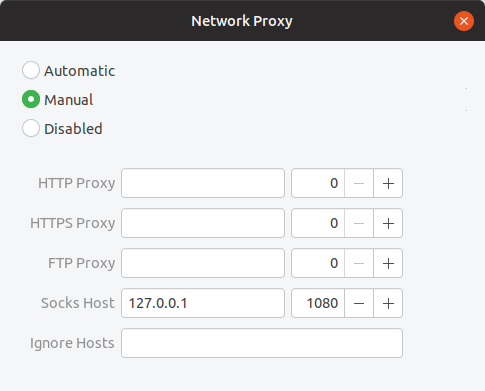 Network Proxy
Automatic
Manual
Disabled
HTTP Proxy 0
HTTPS Proxy 0
FTP Proxy 0
Socks Host 127.0.0.1 1080
Ignore Hosts